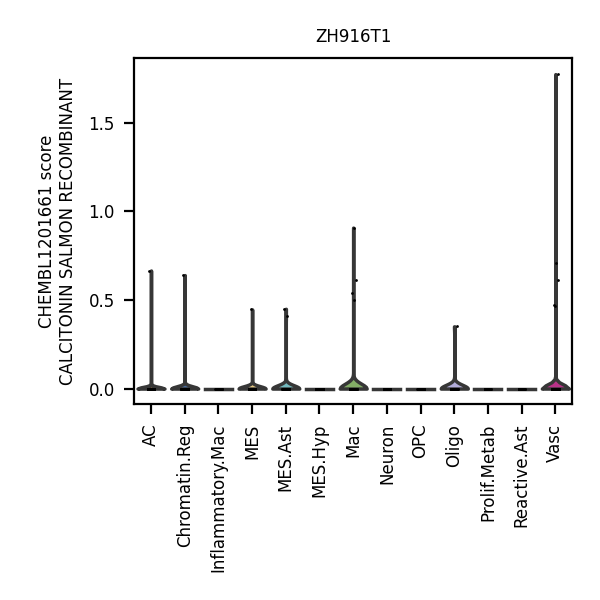 ZH916T1
CHEMBL1201661 score
CALCITONIN SALMON RECOMBINANT
1.5
1.0
0.5
0.0
AC
Chromatin.Reg
Inflammatory.Mac
MES
MES.Ast
MES.Hyp
Mac
Neuron
OPC
Oligo
Prolif.Metab
Reactive.Ast
Vasc